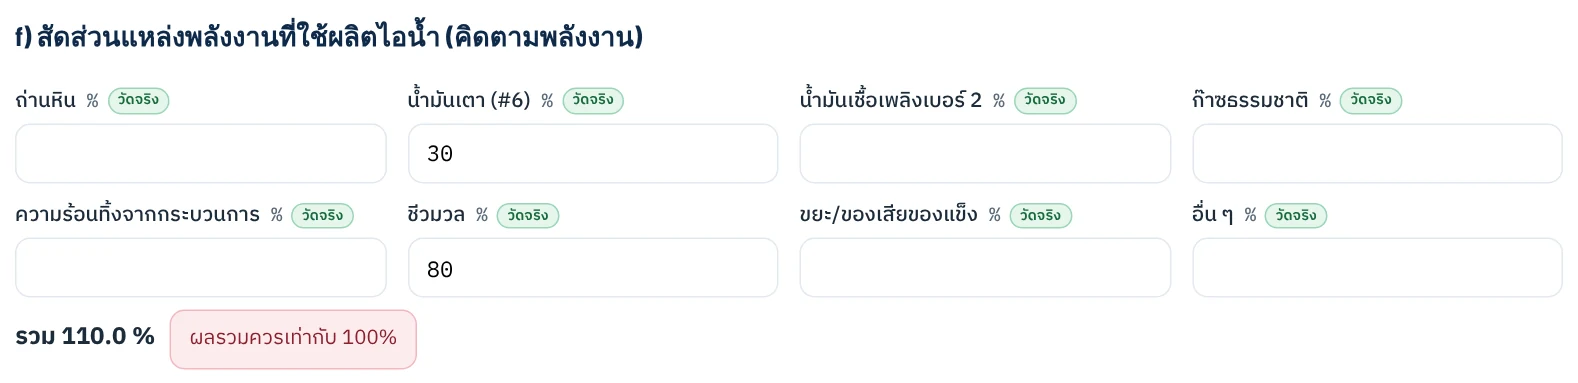 f) สัดส่วนแหล่งพลังงานที่ใช้ผลิตไอน้ำ (คิดตามพลังงาน)
ถ่านหิน % วัดจริง น้ำมันเตา (#6) % วัดจริง น้ำมันเชื้อเพลิงเบอร์ 2 % วัดจริง ก๊าซธรรมชาติ % วัดจริง
30
ความร้อนทิ้งจากกระบวนการ % วัดจริง ชีวมวล % วัดจริง ขยะ/ของเสียของแข็ง % วัดจริง อื่น ๆ % วัดจริง
80
รวม 110.0 % ผลรวมควรเท่ากับ 100%